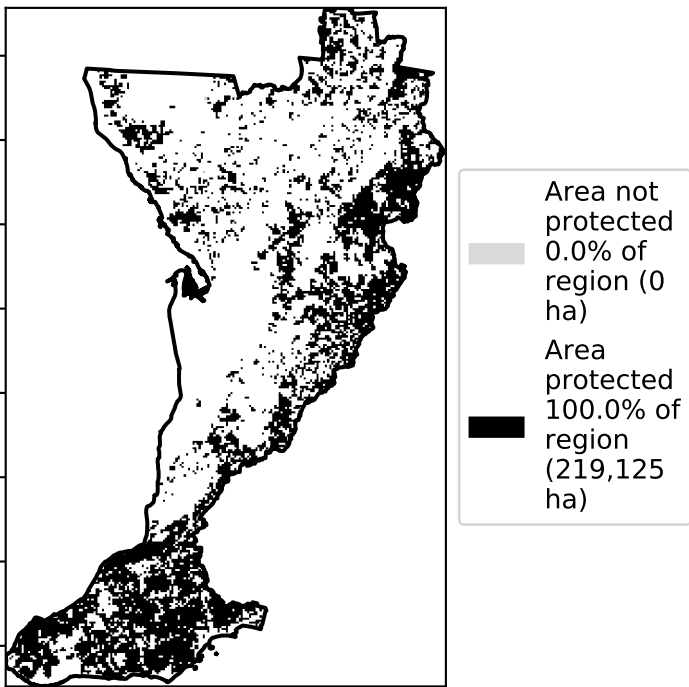 Area not
protected
0.0% of
region (0
ha)
Area
protected
100.0% of
region
(219,125
ha)